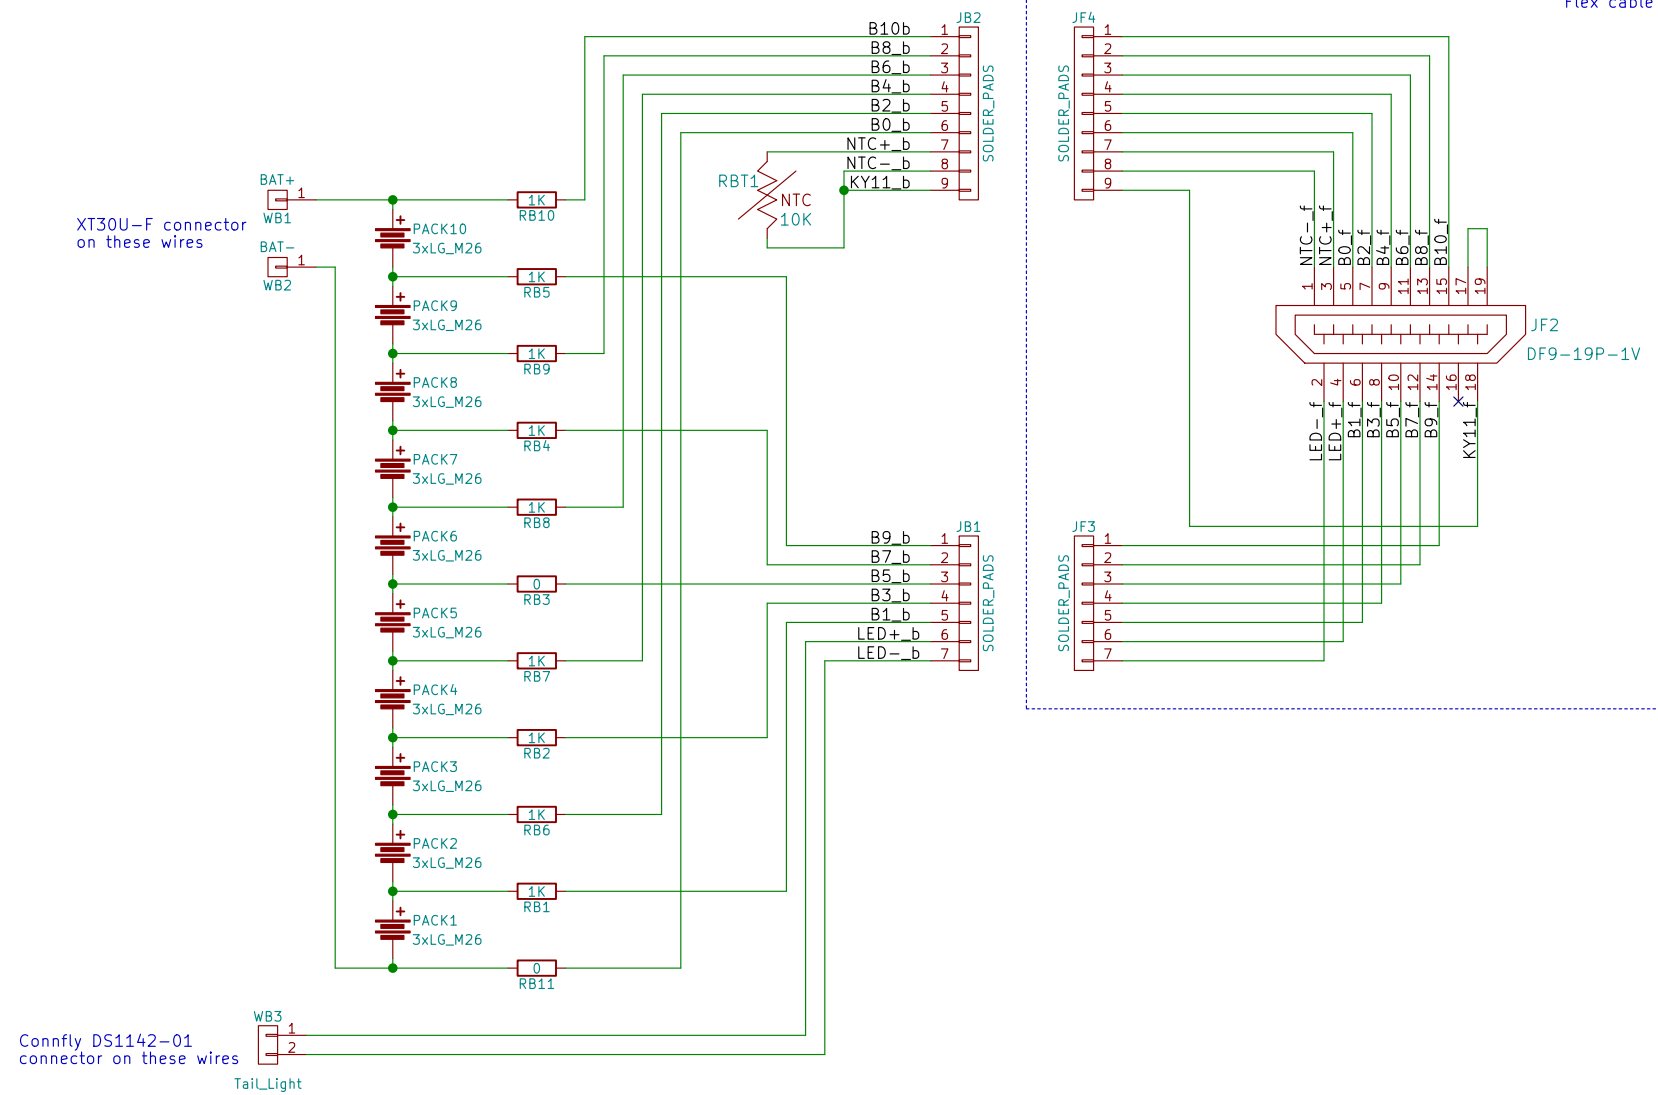 Flex cable
JB2
JF4
B10b
1
B8_b
2
B6_b
3
B4_b
4
B2_b
5
B0_b
6
NTC+_b
7
NTC-_b
8
KY11_b
9
SOLDER_PADS
SOLDER_PADS
1
2
3
4
5
6
7
8
9
RBT1
NTC
10K
BAT+
1
WB1
XT30U-F connector
on these wires
BAT-
1
WB2
1K
RB10
+
PACK10
3xLG_M26
1K
RB5
+
PACK9
3xLG_M26
1K
RB9
+
PACK8
3xLG_M26
1K
RB4
+
PACK7
3xLG_M26
1K
RB8
+
PACK6
3xLG_M26
0
RB3
+
PACK5
3xLG_M26
1K
RB7
+
PACK4
3xLG_M26
1K
RB2
+
PACK3
3xLG_M26
1K
RB6
+
PACK2
3xLG_M26
1K
RB1
+
PACK1
3xLG_M26
0
RB11
NTC-_f
NTC+_f
B0_f
B2_f
B4_f
B6_f
B8_f
B10_f
1
3
5
7
9
11
13
15
17
19
JF2
DF9-19P-1V
2
4
6
8
10
12
14
16
18
LED-_f
LED+_f
B1_f
B3_f
B5_f
B7_f
B9_f
KY11_f
JB1
JF3
B9_b
1
B7_b
2
B5_b
3
B3_b
4
B1_b
5
LED+_b
6
LED-_b
7
SOLDER_PADS
SOLDER_PADS
1
2
3
4
5
6
7
WB3
1
2
Connfly DS1142-01
connector on these wires
Tail_Light